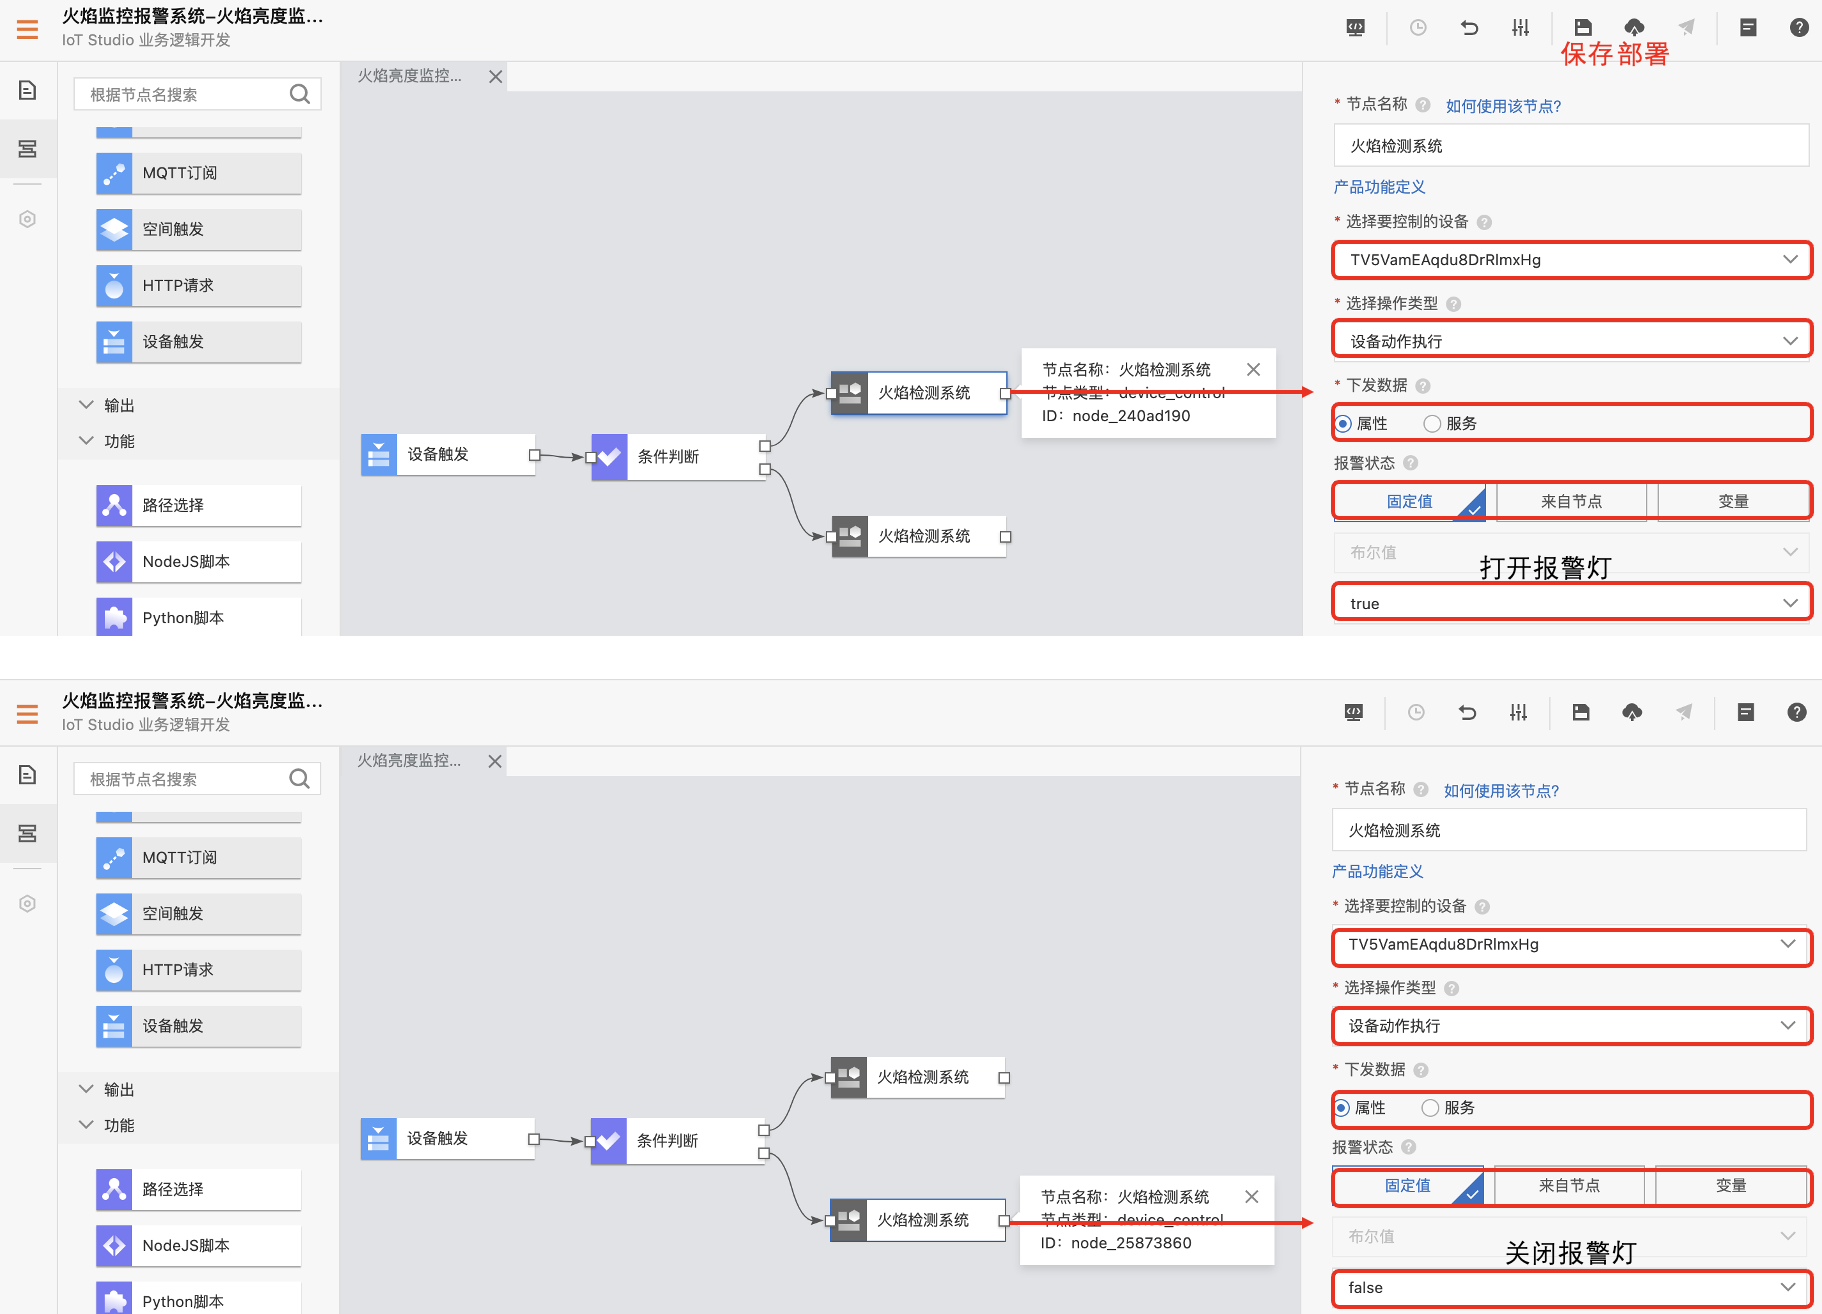 火焰监控报警系统–火焰亮度监...
IoT Studio 业务逻辑开发
保存部署
根据节点名搜索
MQTT订阅
空间触发
HTTP请求
设备触发
输出
功能
路径选择
NodeJS脚本
Python脚本
火焰亮度监控...
设备触发
条件判断
火焰检测系统
火焰检测系统
节点名称：火焰检测系统
节点类型：device_control
ID：node_240ad190
* 节点名称 如何使用该节点?
火焰检测系统
产品功能定义
* 选择要控制的设备
TV5VamEAqdu8DrRlmxHg
* 选择操作类型
设备动作执行
* 下发数据
属性 服务
报警状态
固定值 来自节点 变量
布尔值
打开报警灯
true
火焰监控报警系统–火焰亮度监...
IoT Studio 业务逻辑开发
根据节点名搜索
MQTT订阅
空间触发
HTTP请求
设备触发
输出
功能
路径选择
NodeJS脚本
Python脚本
火焰亮度监控...
设备触发
条件判断
火焰检测系统
火焰检测系统
节点名称：火焰检测系统
节点类型：device_control
ID：node_25873860
* 节点名称 如何使用该节点?
火焰检测系统
产品功能定义
* 选择要控制的设备
TV5VamEAqdu8DrRlmxHg
* 选择操作类型
设备动作执行
* 下发数据
属性 服务
报警状态
固定值 来自节点 变量
布尔值
关闭报警灯
false